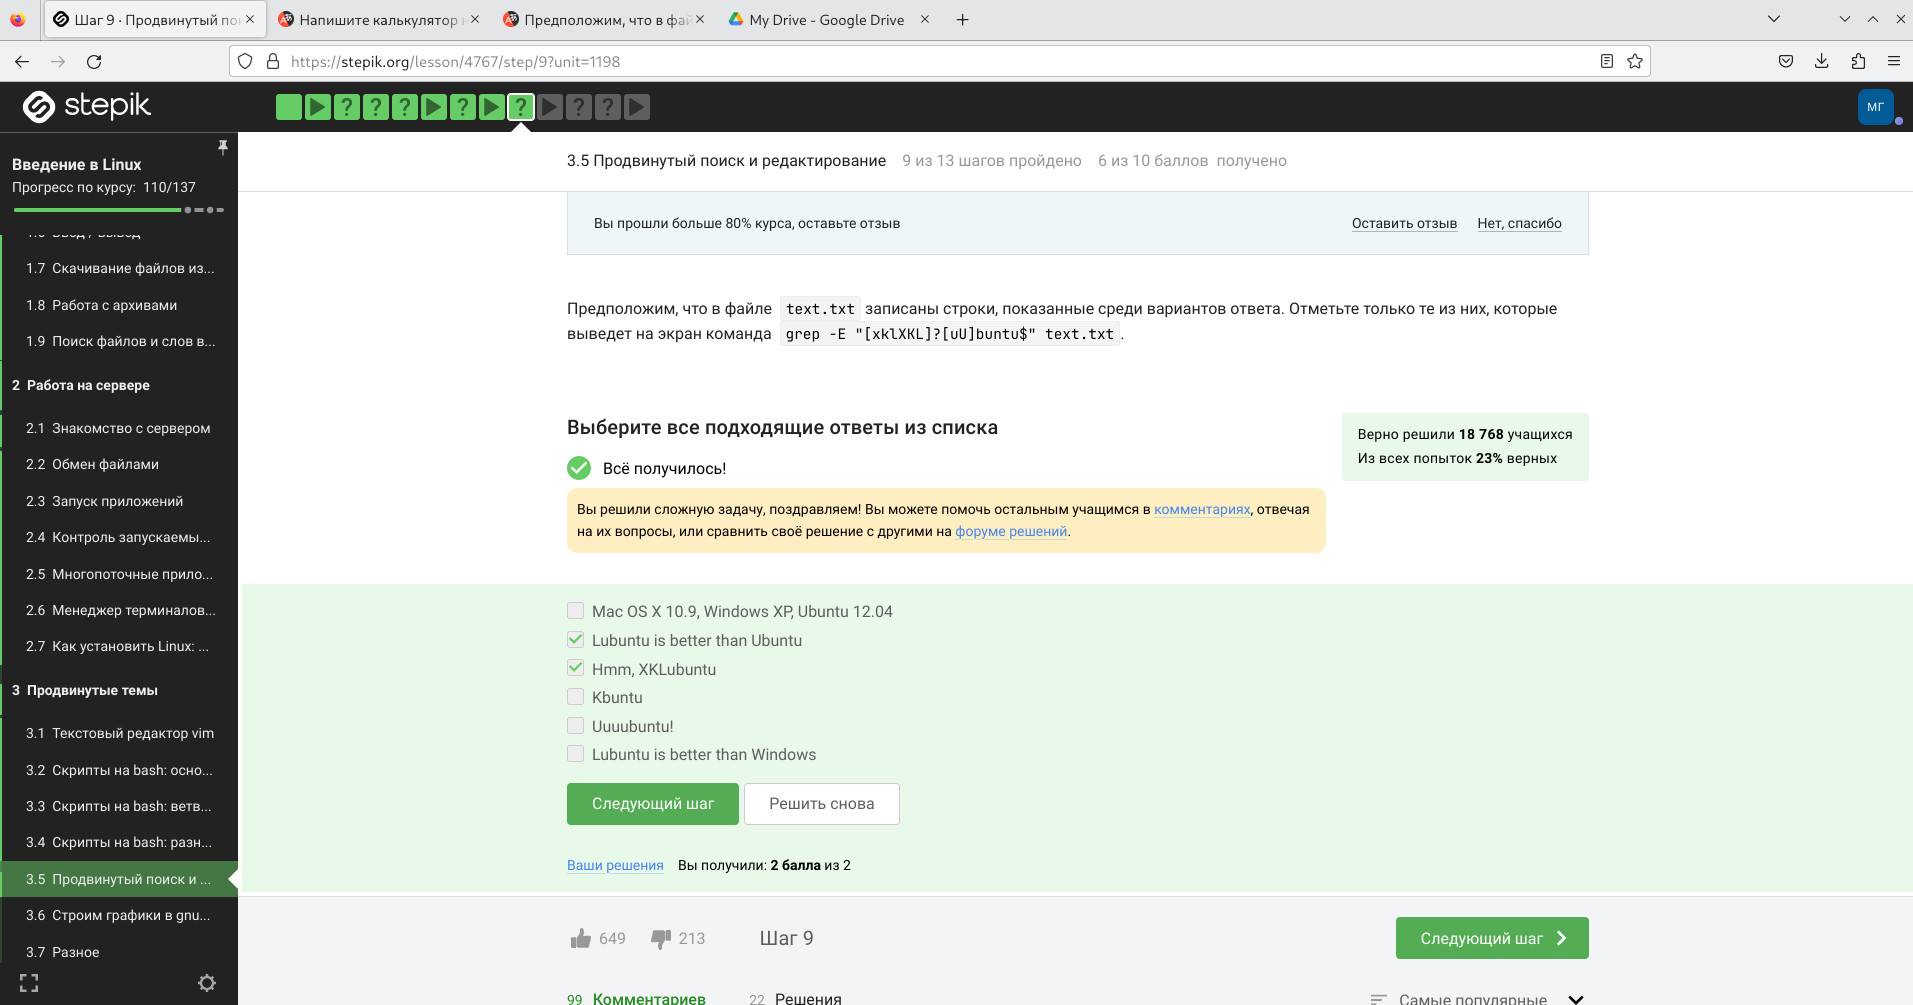 Шаг 9 · Продвинутый по
Напишите калькулятор н
Предположим, что в фай
My Drive - Google Drive
https://stepik.org/lesson/4767/step/9?unit=1198
stepik
МГ
Введение в Linux
Прогресс по курсу: 110/137
3.5 Продвинутый поиск и редактирование 9 из 13 шагов пройдено 6 из 10 баллов получено
Вы прошли больше 80% курса, оставьте отзыв
Оставить отзыв Нет, спасибо
1.6 Ввод / Вывод
1.7 Скачивание файлов из...
1.8 Работа с архивами
1.9 Поиск файлов и слов в...
2 Работа на сервере
2.1 Знакомство с сервером
2.2 Обмен файлами
2.3 Запуск приложений
2.4 Контроль запускаемы...
2.5 Многопоточные прило...
2.6 Менеджер терминалов...
2.7 Как установить Linux: ...
3 Продвинутые темы
3.1 Текстовый редактор vim
3.2 Скрипты на bash: осно...
3.3 Скрипты на bash: ветв...
3.4 Скрипты на bash: разн...
3.5 Продвинутый поиск и ...
3.6 Строим графики в gnu...
3.7 Разное
Предположим, что в файле text.txt записаны строки, показанные среди вариантов ответа. Отметьте только те из них, которые
выведет на экран команда grep -E "[xklXKL]?[uU]buntu$" text.txt.
Выберите все подходящие ответы из списка
Верно решили 18 768 учащихся
Из всех попыток 23% верных
Всё получилось!
Вы решили сложную задачу, поздравляем! Вы можете помочь остальным учащимся в комментариях, отвечая
на их вопросы, или сравнить своё решение с другими на форуме решений.
Mac OS X 10.9, Windows XP, Ubuntu 12.04
Lubuntu is better than Ubuntu
Hmm, XKLubuntu
Kbuntu
Uuuubuntu!
Lubuntu is better than Windows
Следующий шаг
Решить снова
Ваши решения Вы получили: 2 балла из 2
649 213 Шаг 9
Следующий шаг
99 Комментариев 22 Решения
Самые популярные